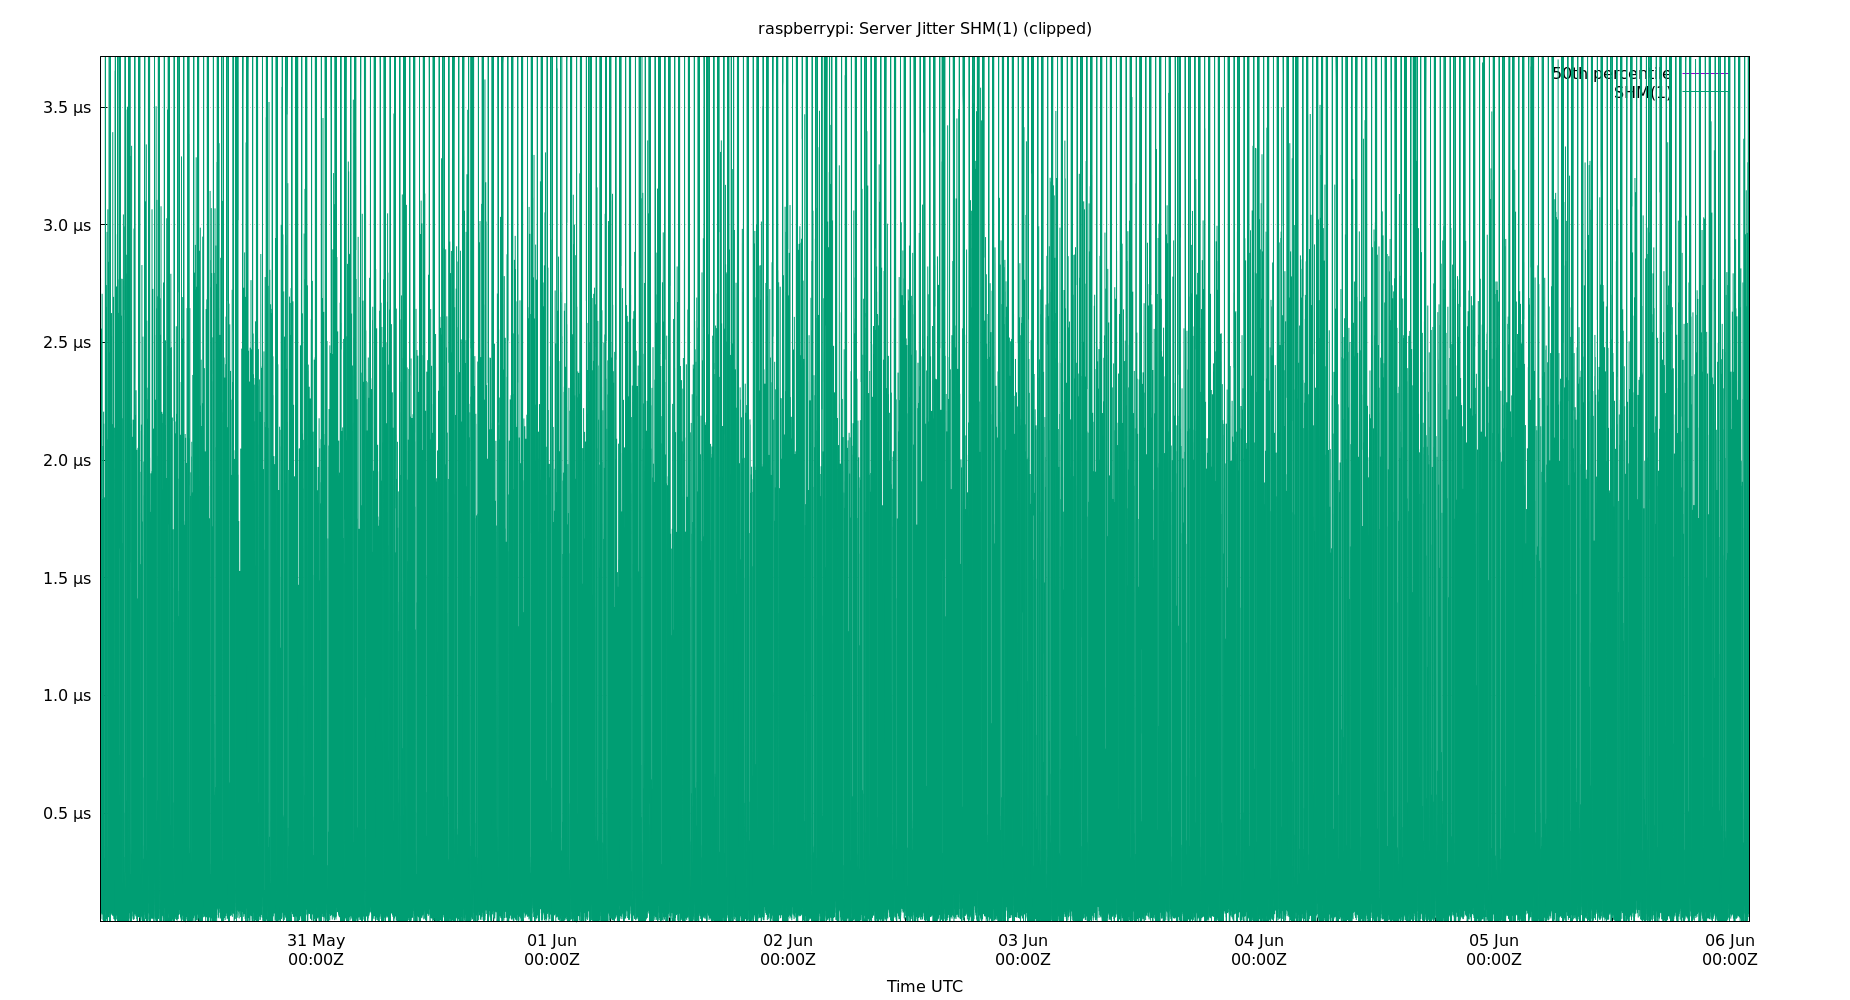 raspberrypi: Server Jitter SHM(1) (clipped)
50th percentile
SHM(1)
3.5 µs
3.0 µs
2.5 µs
2.0 µs
1.5 µs
1.0 µs
0.5 µs
31 May 01 Jun 02 Jun 03 Jun 04 Jun 05 Jun 06 Jun
00:00Z 00:00Z 00:00Z 00:00Z 00:00Z 00:00Z 00:00Z
Time UTC